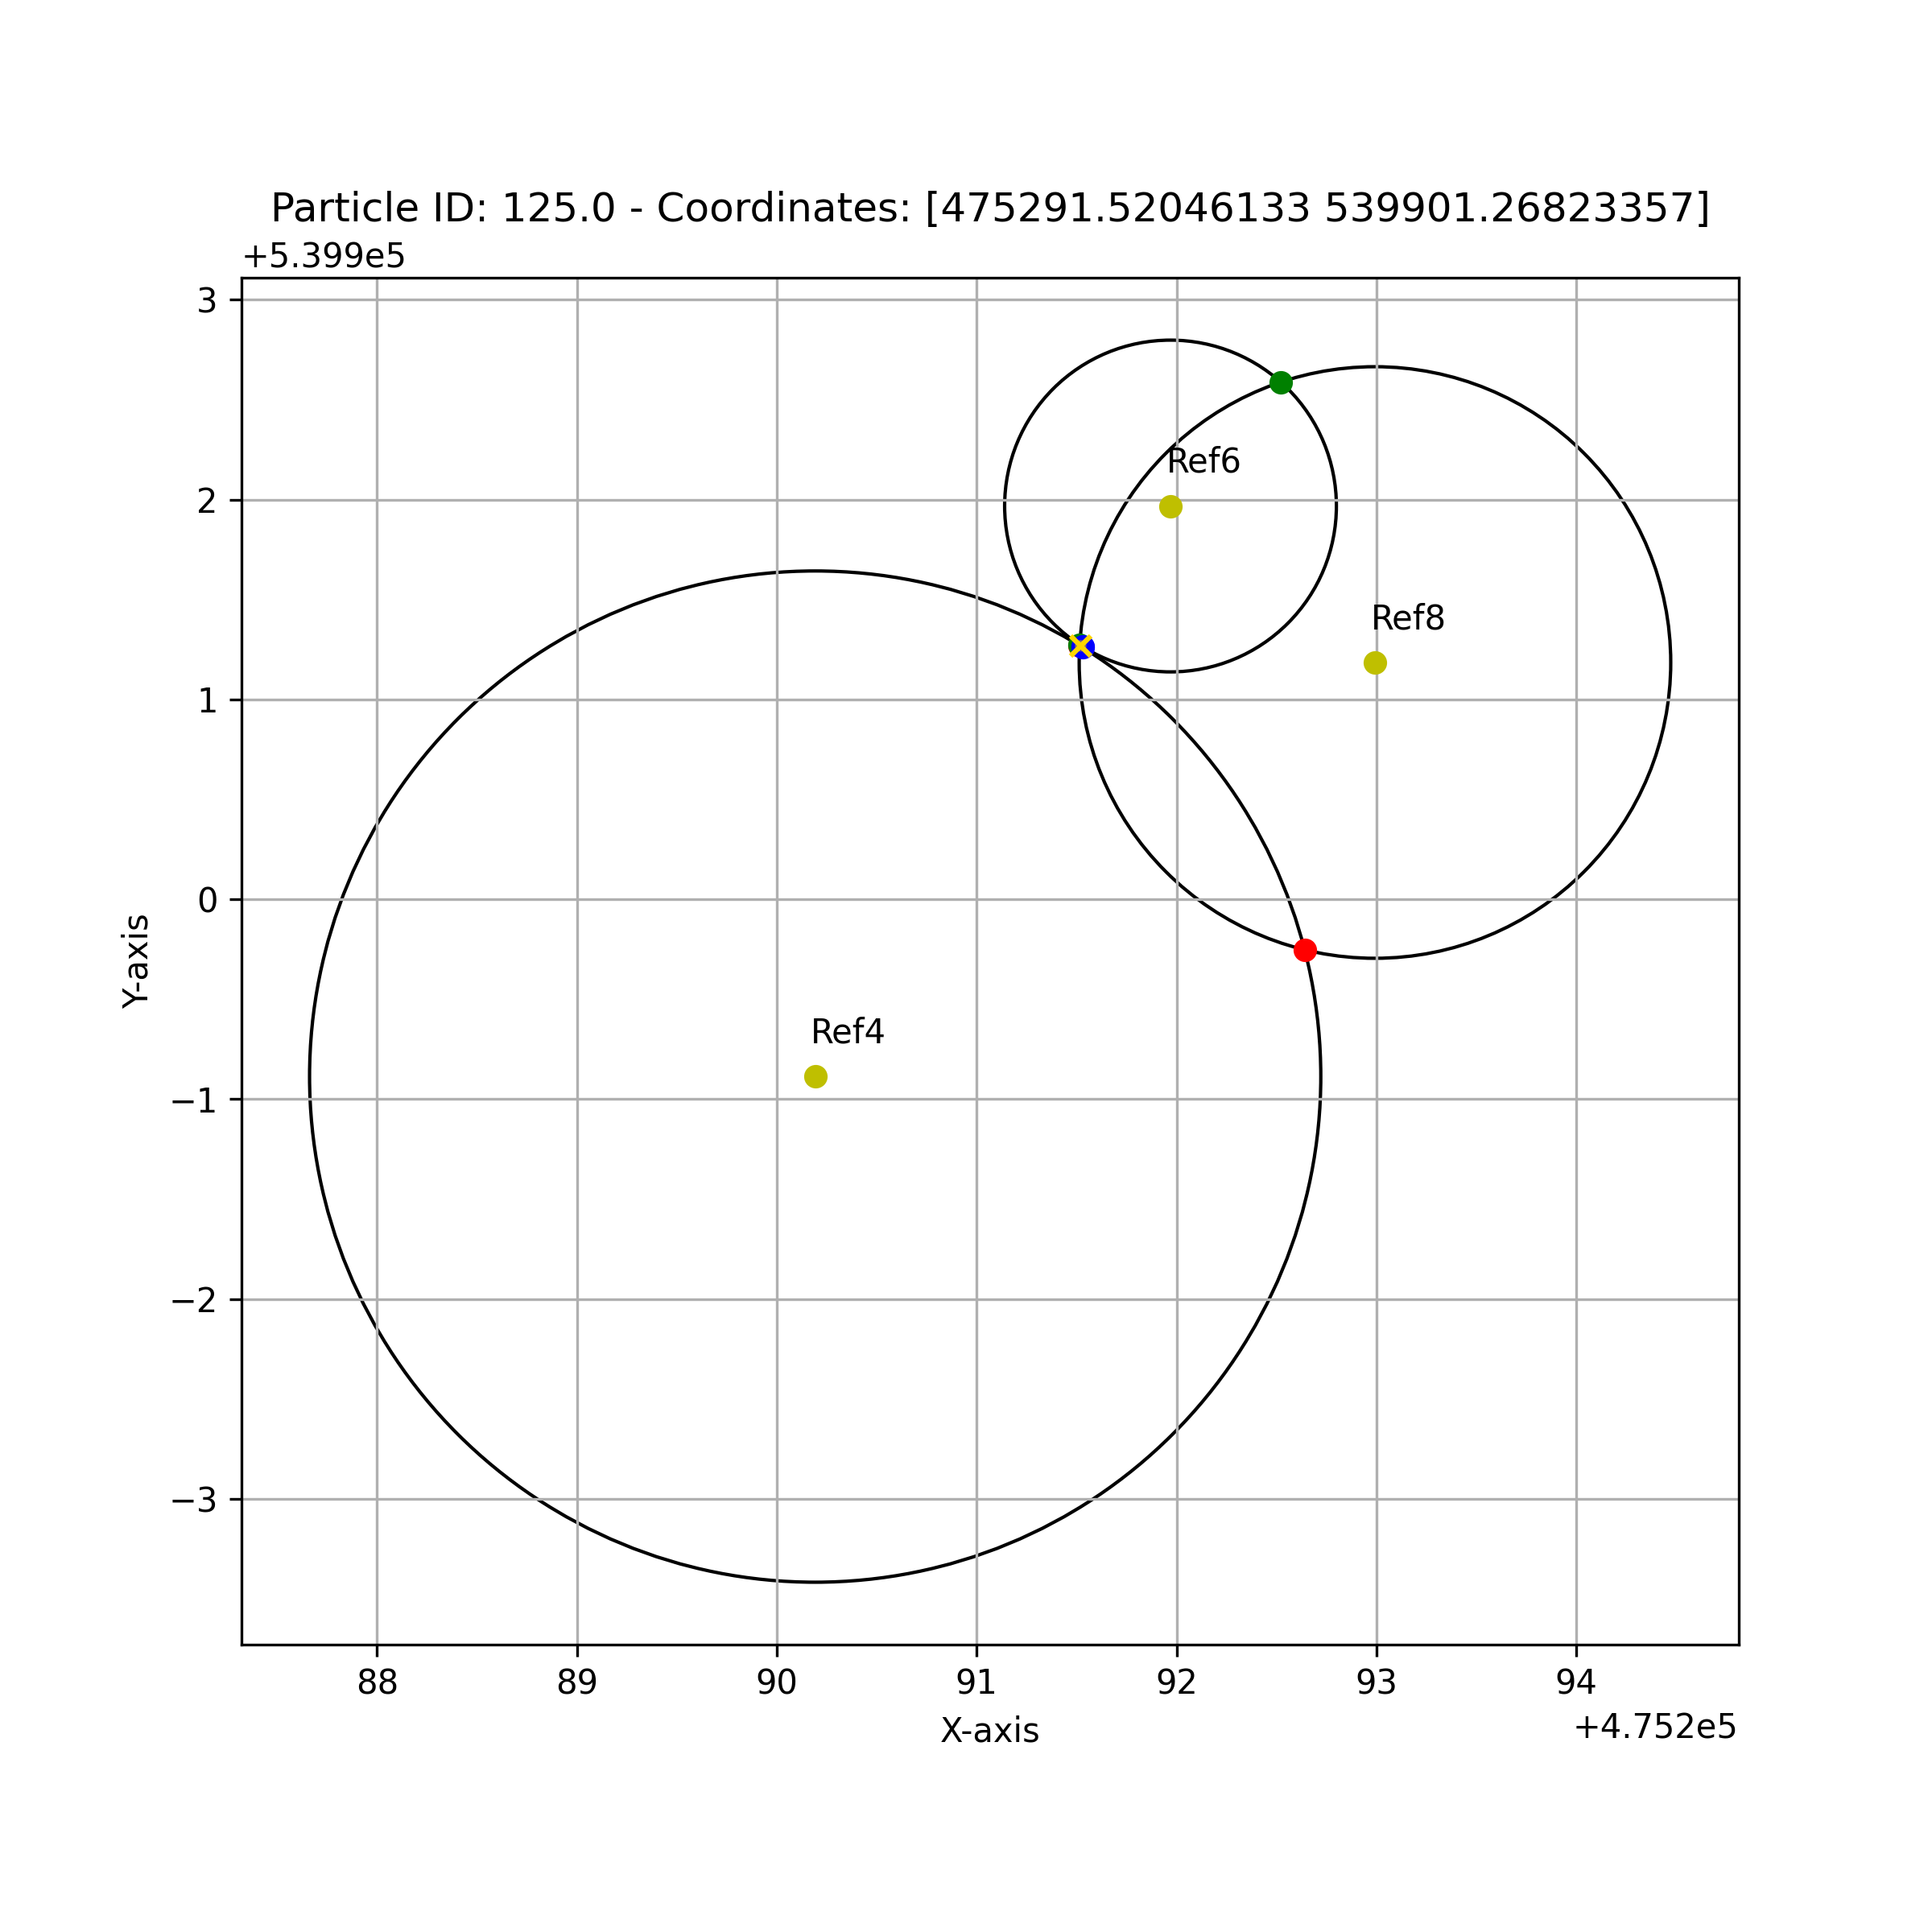 Particle ID: 125.0 - Coordinates: [475291.52046133 539901.26823357]
+5.399e5
3
2
1
0
−1
−2
−3
Y-axis
Ref6
Ref8
Ref4
88 89 90 91 92 93 94
X-axis
+4.752e5